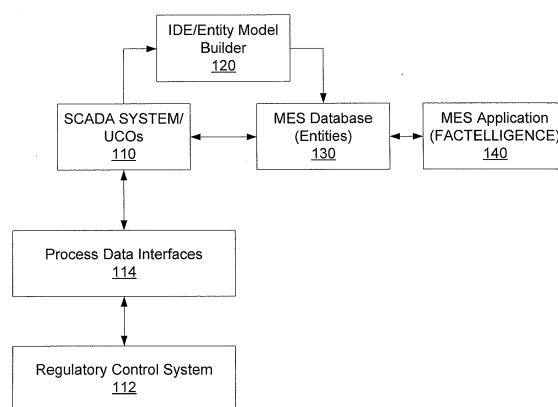 IDE/Entity Model
Builder
120
SCADA SYSTEM/
UCOs
110
MES Database
(Entities)
130
MES Application
(FACTELLIGENCE)
140
Process Data Interfaces
114
Regulatory Control System
112